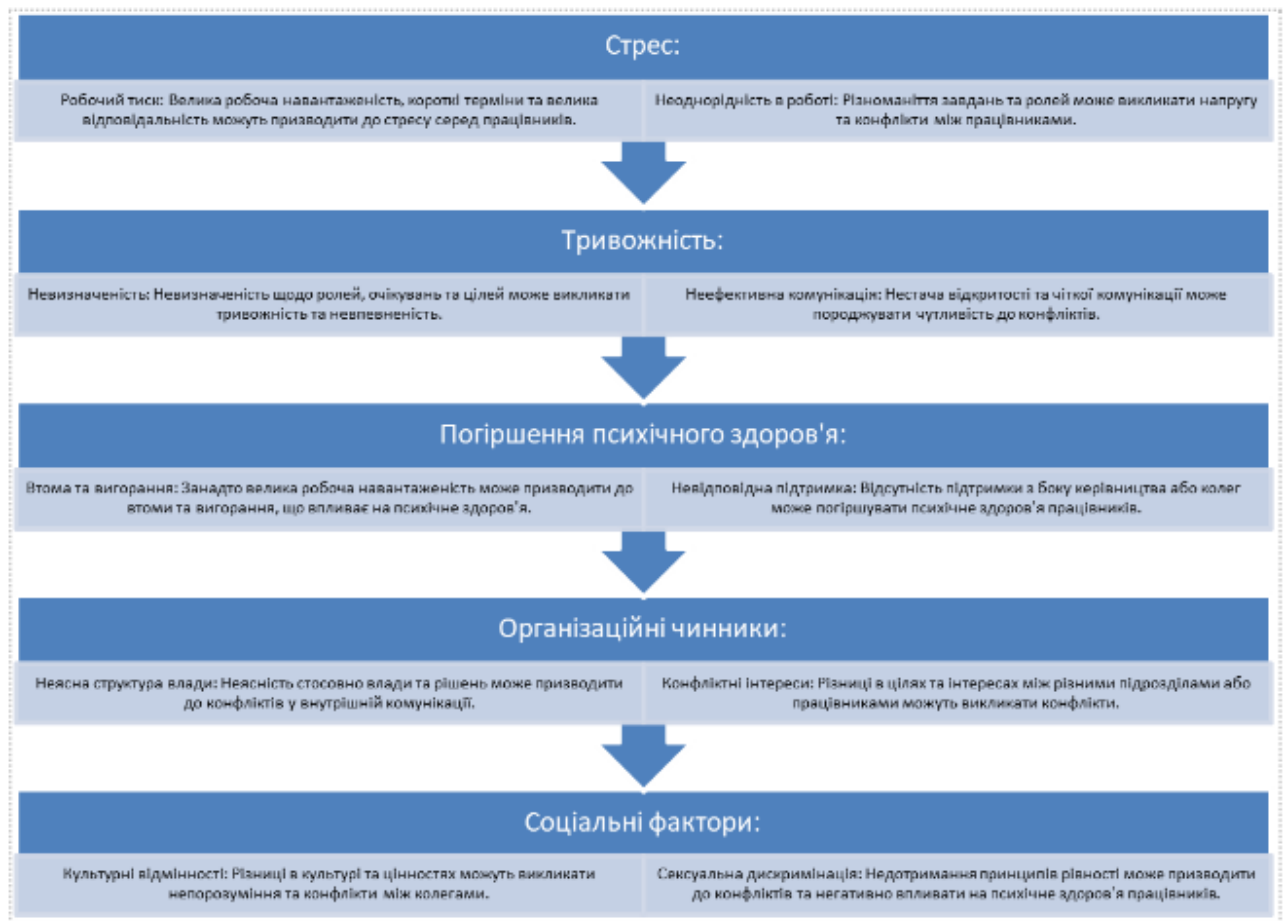 Стрес:
Робочий тиск: Велика робоча навантаженість, короткі терміни та велика
відповідальність можуть призводити до стресу серед працівників.
Неоднорідність в роботі: Різноманіття завдань та ролей може викликати напругу
та конфлікти між працівниками.
Тривожність:
Невизначеність: Невизначеність щодо ролей, очікувань та цілей може викликати
тривожність та невпевненість.
Неефективна комунікація: Нестача відкритості та чіткої комунікації може
породжувати чутливість до конфліктів.
Погіршення психічного здоров'я:
Втома та вигорання: Занадто велика робоча навантаженість може призводити до
втоми та вигорання, що впливає на психічне здоров'я.
Невідповідна підтримка: Відсутність підтримки з боку керівництва або колег
може погіршувати психічне здоров'я працівників.
Організаційні чинники:
Неясна структура влади: Неясність стосовно влади та рішень може призводити
до конфліктів у внутрішній комунікації.
Конфліктні інтереси: Різниці в цілях та інтересах між різними підрозділами або
працівниками можуть викликати конфлікти.
Соціальні фактори:
Культурні відмінності: Різниці в культурі та цінностях можуть викликати
непорозуміння та конфлікти між колегами.
Сексуальна дискримінація: Недотримання принципів рівності може призводити
до конфліктів та негативно впливати на психічне здоров'я працівників.